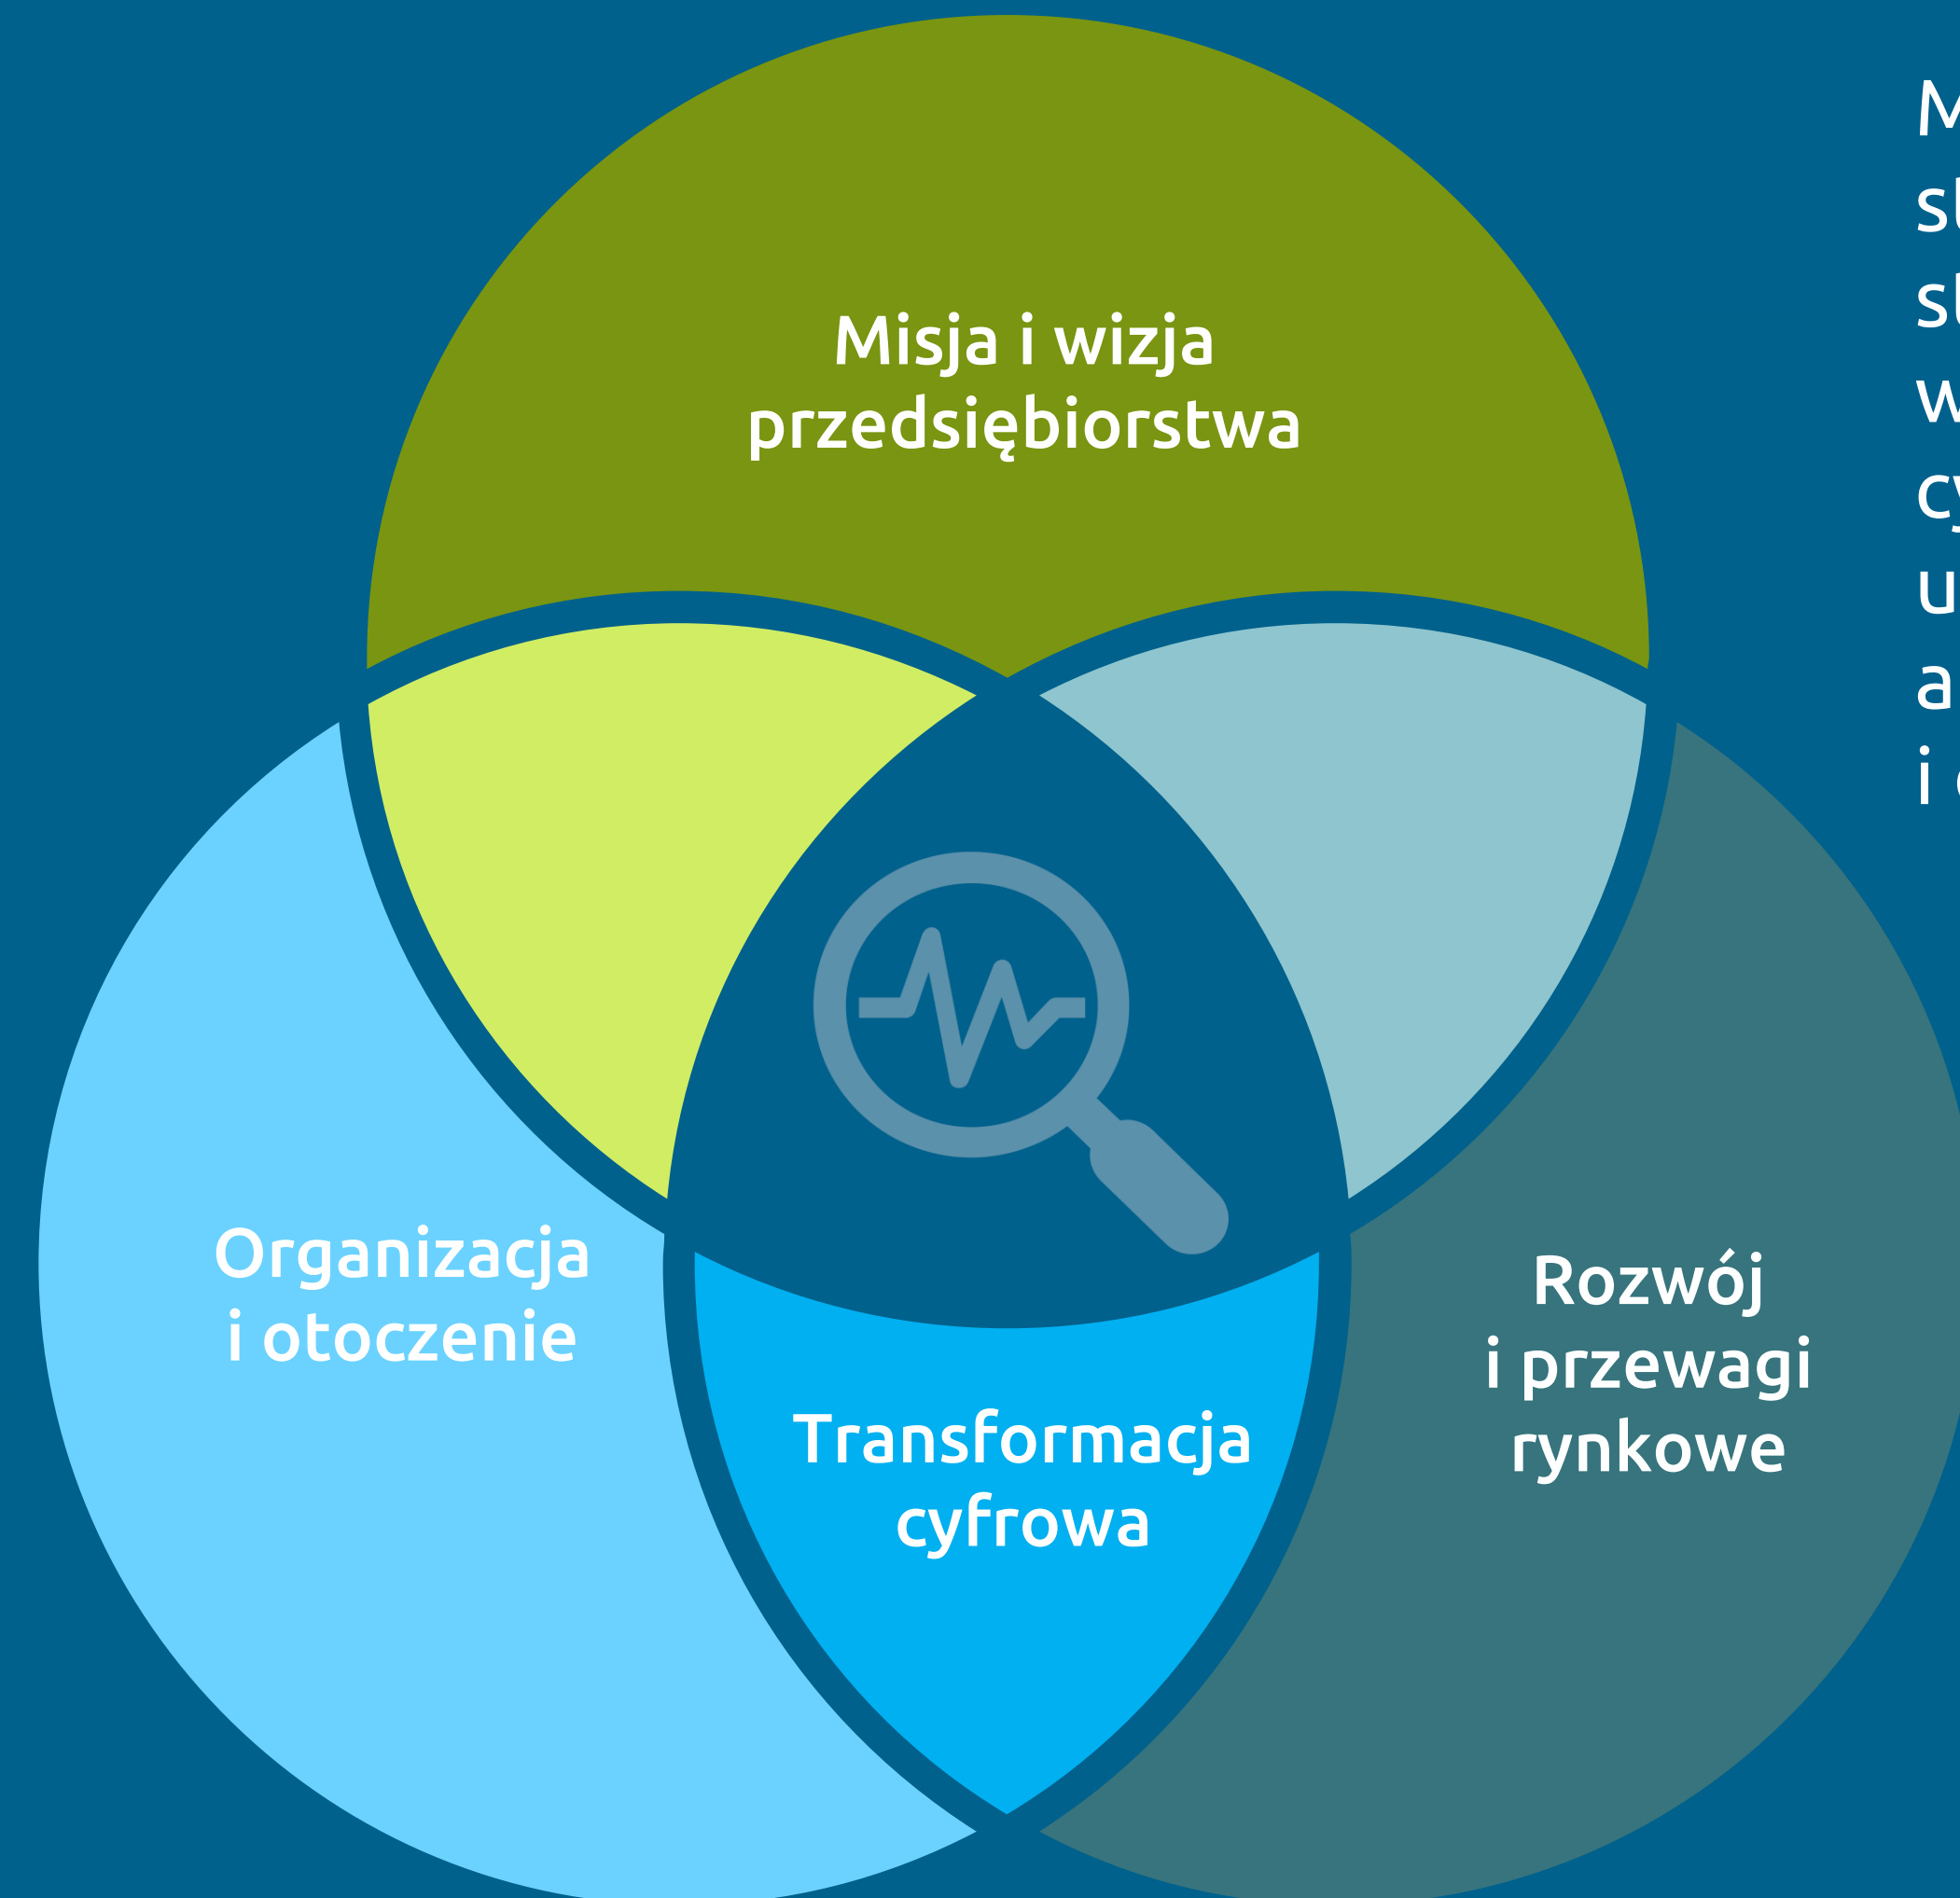 Misja i wizja
przedsiębiorstwa
Organizacja
i otoczenie
Transformacja
cyfrowa
Rozwój
i przewagi
rynkowe